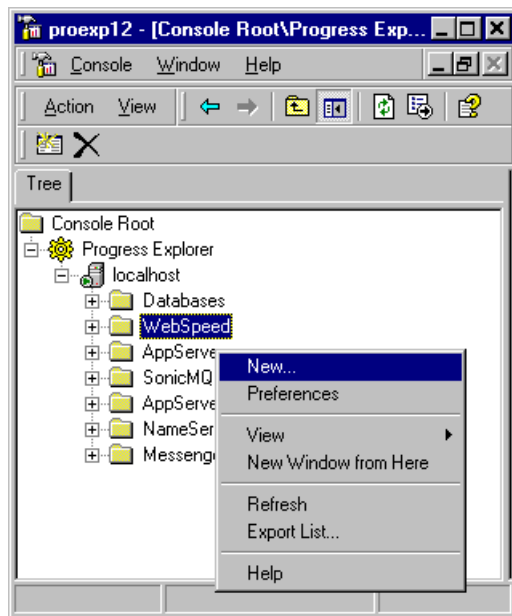 proexp12 - [Console Root\Progress Exp...
Console Window Help
Action View
Tree
Console Root
Progress Explorer
localhost
Databases
WebSpeed
AppServe
SonicMQ
AppServe
NameSer
Messeng
New...
Preferences
View
New Window from Here
Refresh
Export List...
Help